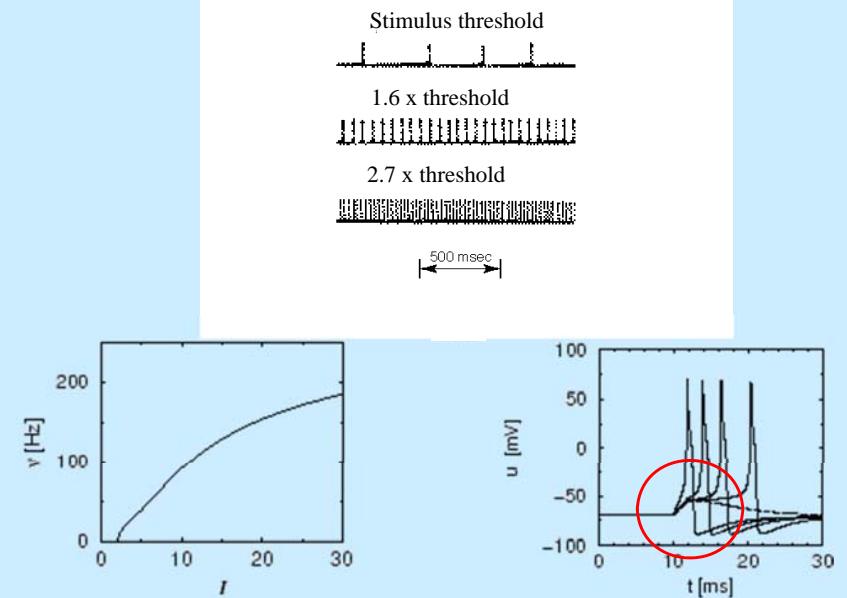 Stimulus threshold
1.6 x threshold
2.7 x threshold
500 msec
200
100
0
ν [Hz]
0 10 20 30
I
100
50
0
−50
−100
u [mV]
0 10 20 30
t [ms]